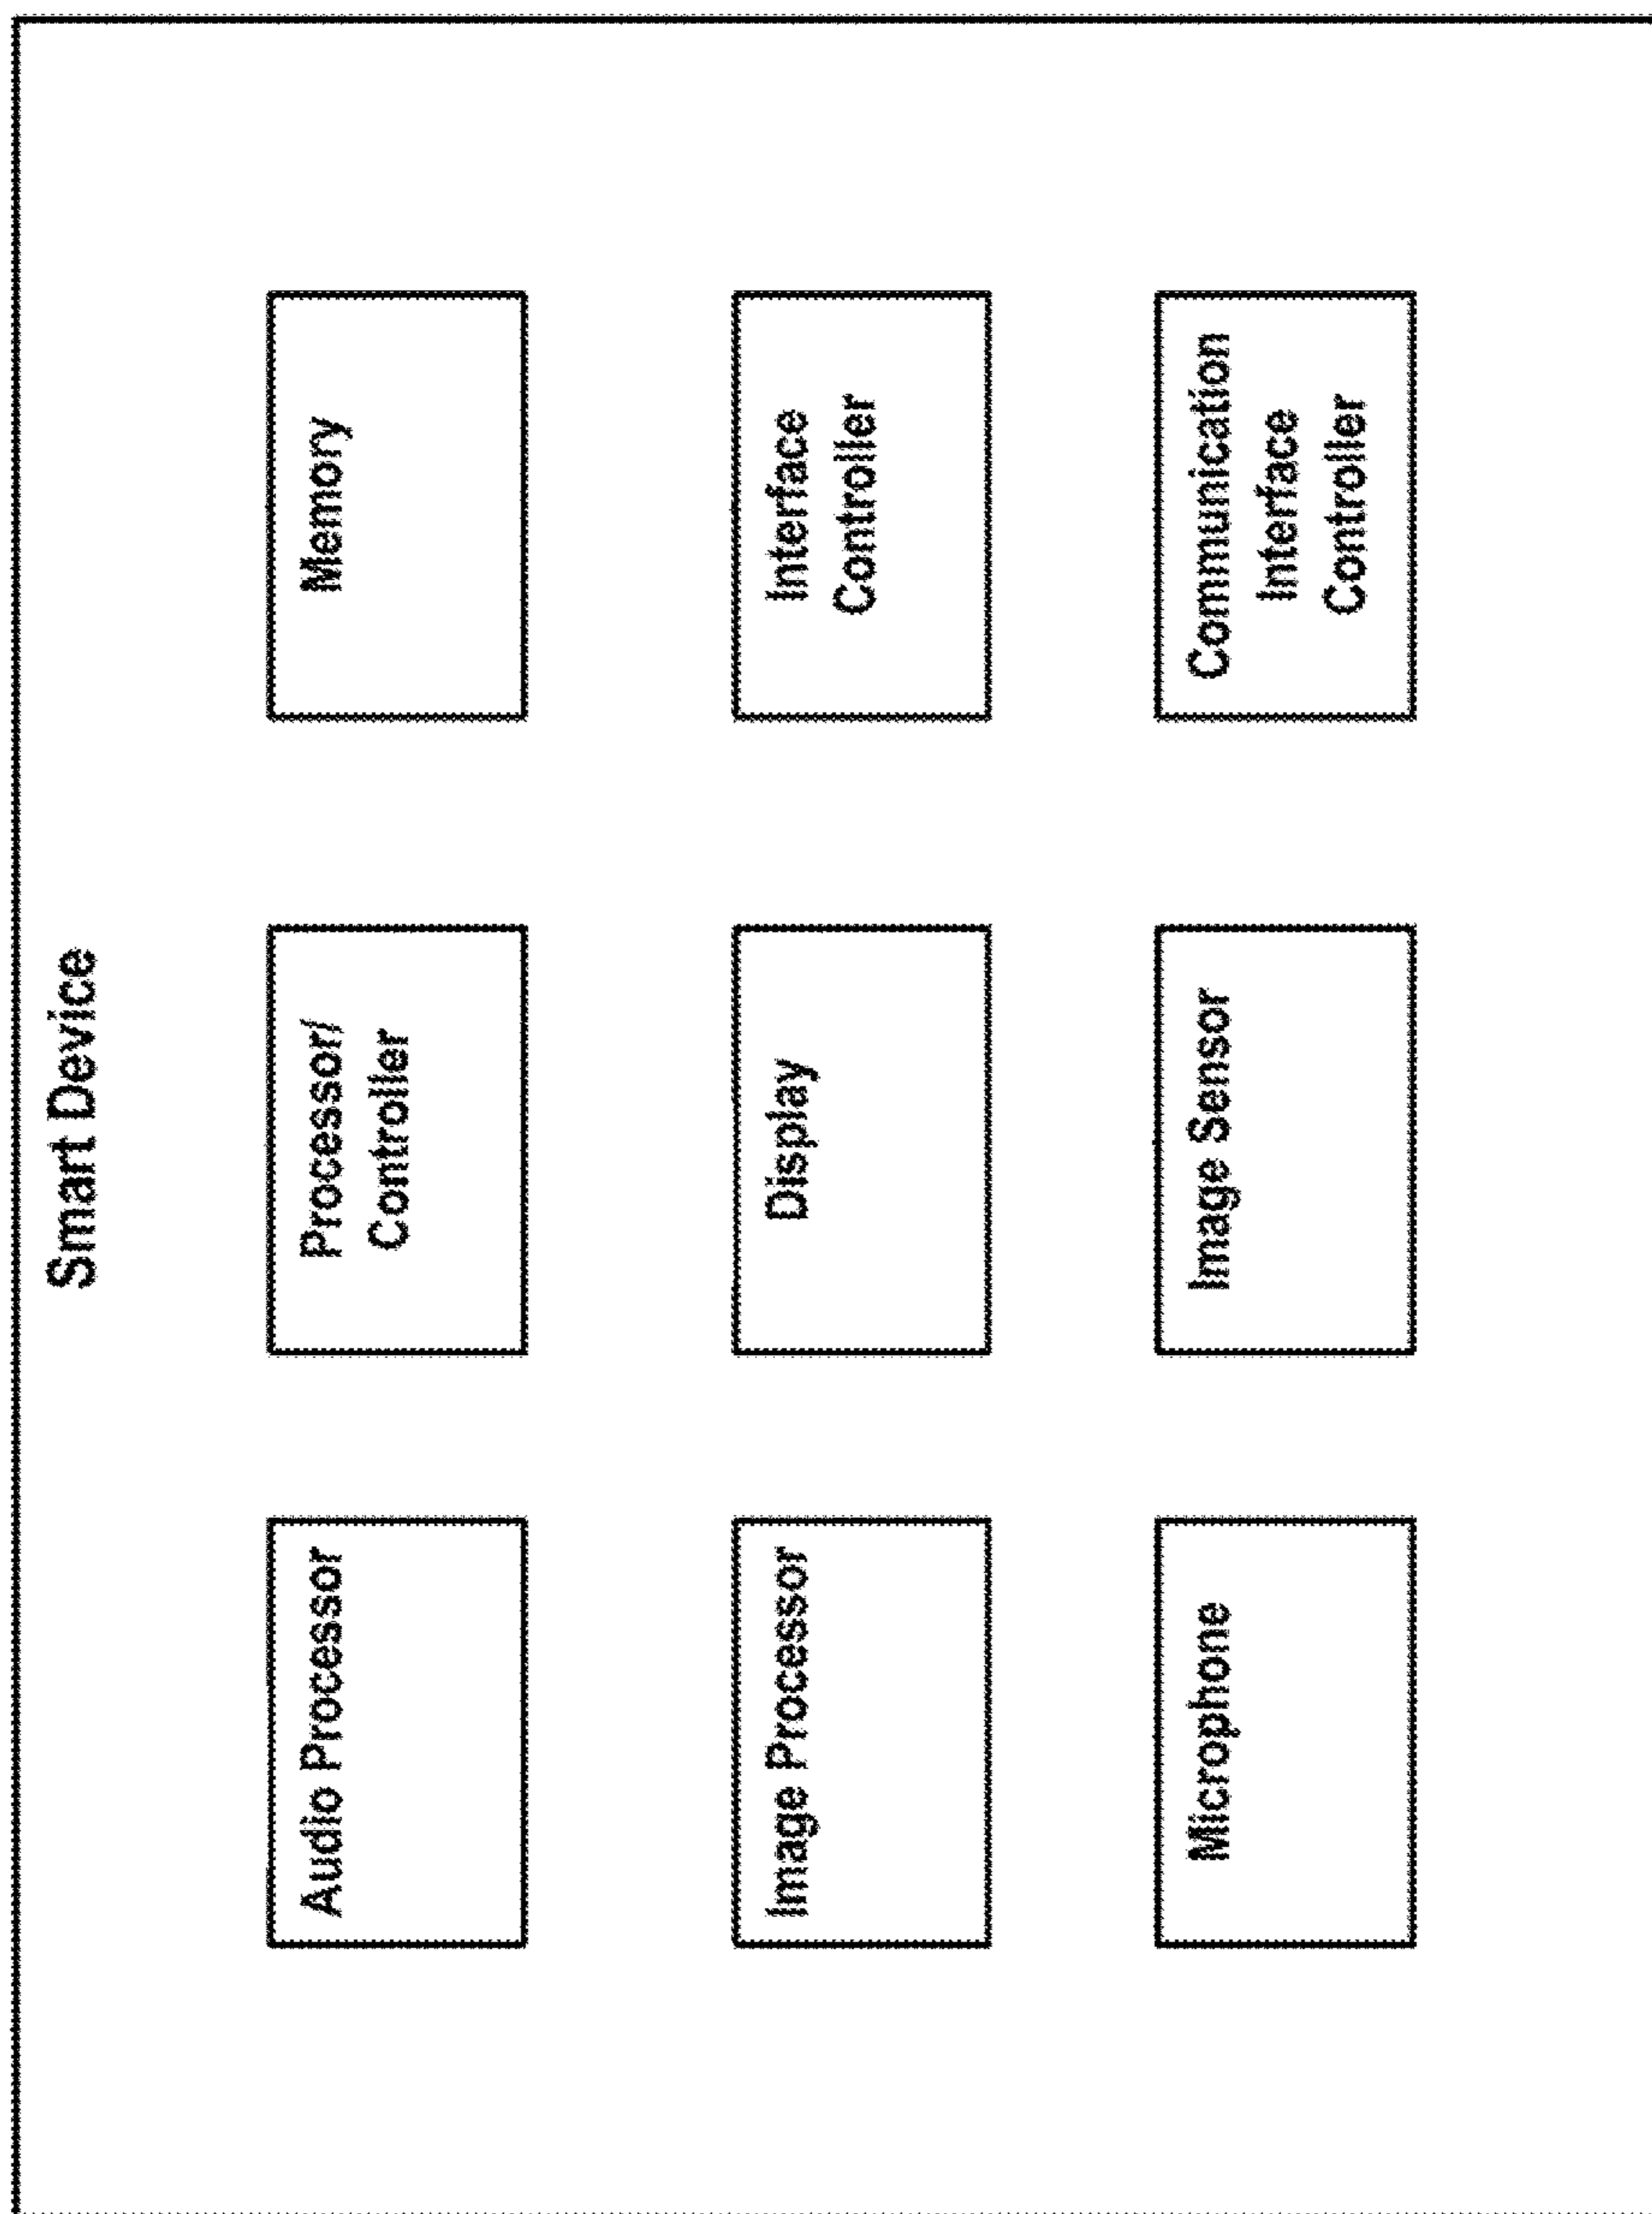 Smart Device
Audio Processor
Processor/
Controller
Memory
Image Processor
Display
Interface
Controller
Microphone
Image Sensor
Communication
Interface
Controller